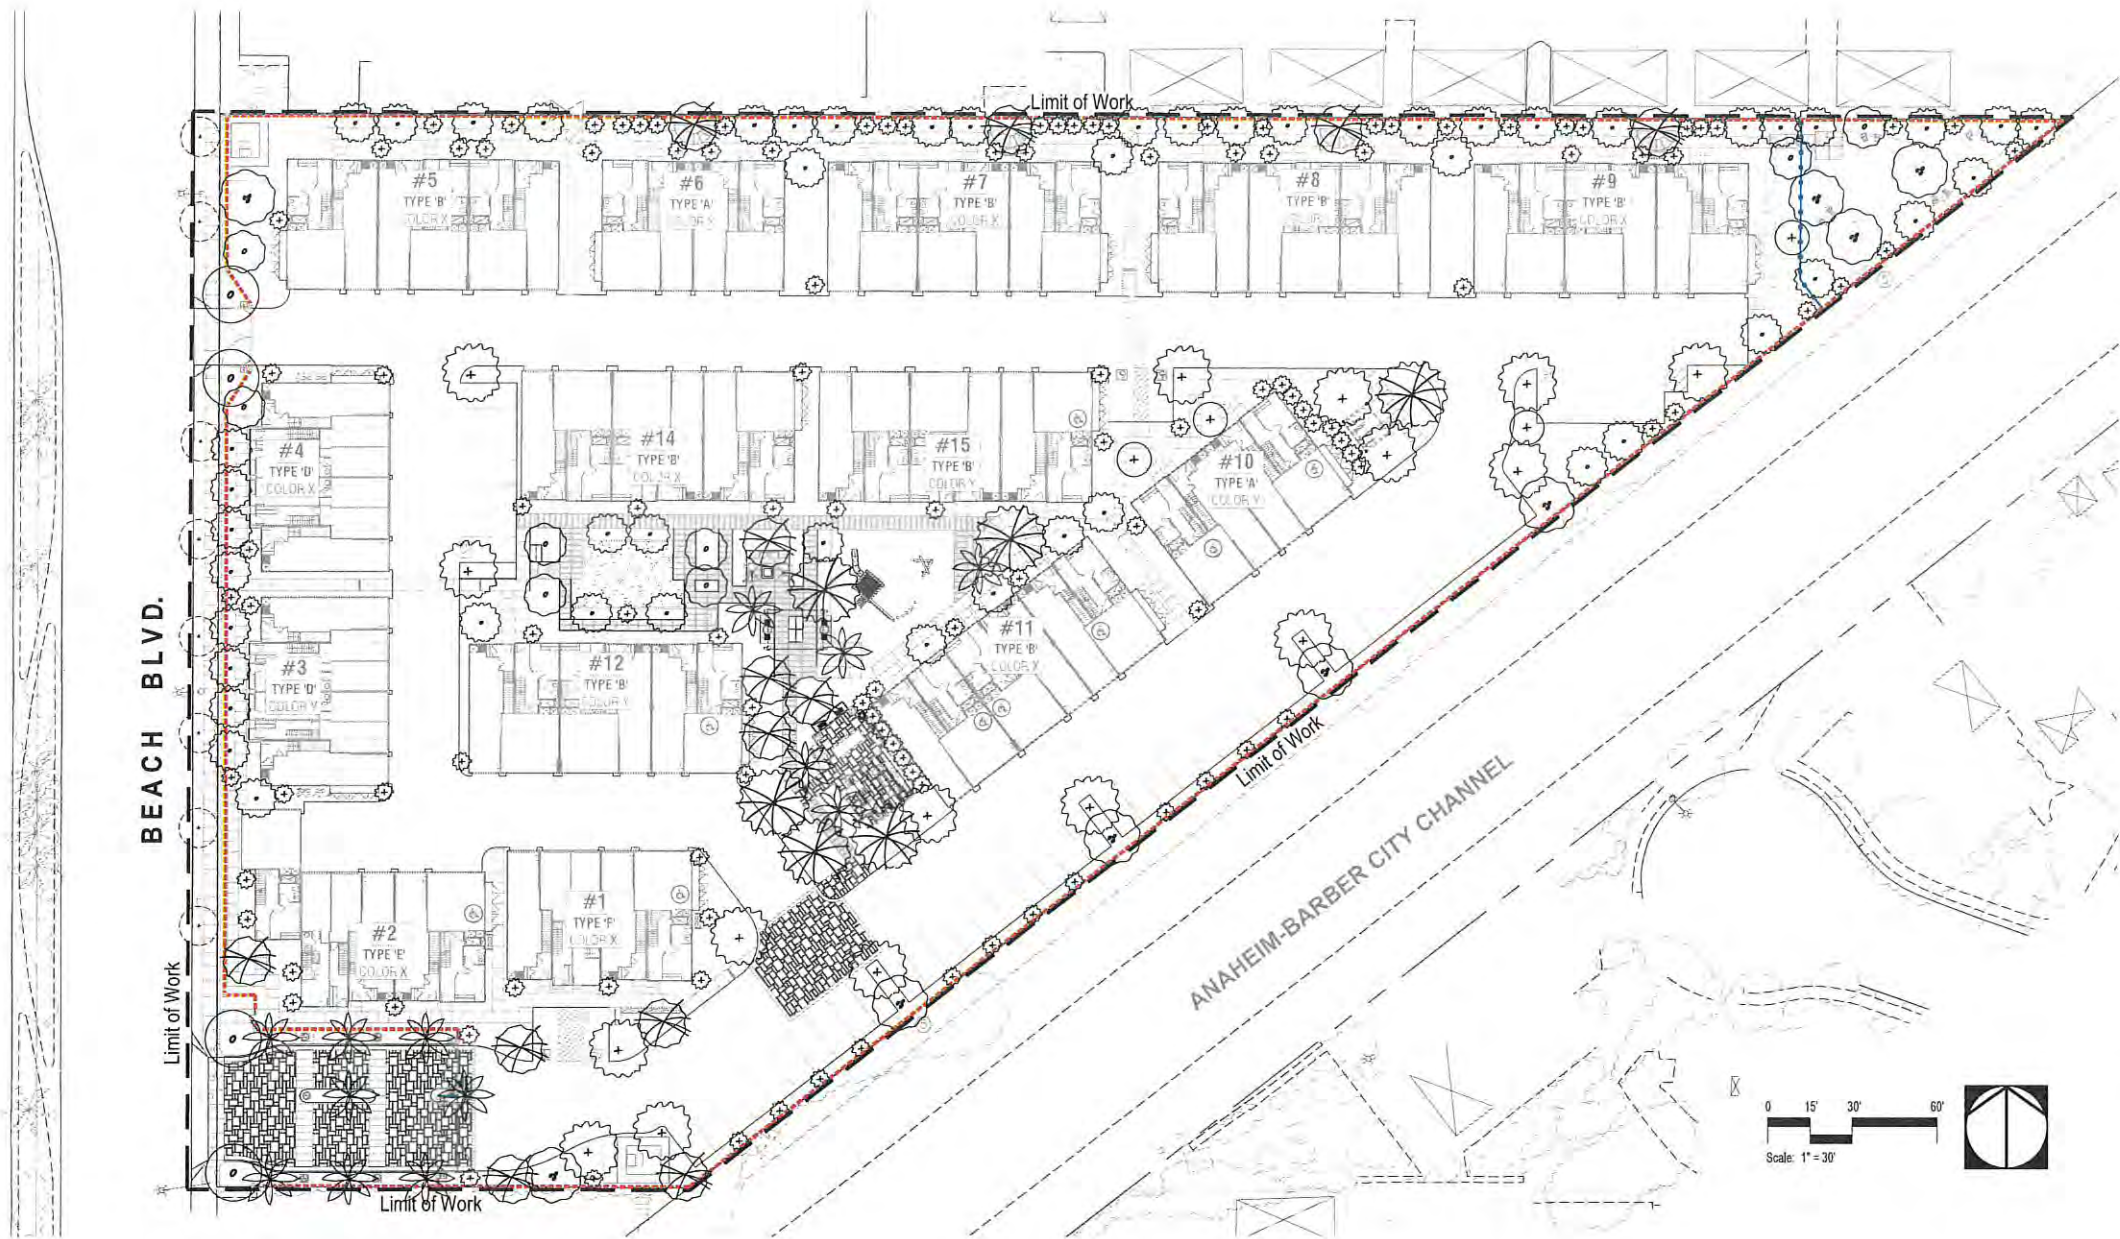 Limit of Work
#5
TYPE 'B'
COLOR X
#6
TYPE 'A'
COLOR X
#7
TYPE 'B'
COLOR X
#8
TYPE 'B'
COLOR
#9
TYPE 'B'
COLOR X
#4
TYPE 'D'
COLOR X
#14
TYPE 'B'
COLOR X
#15
TYPE 'B'
COLOR Y
#10
TYPE 'A'
COLOR Y
#3
TYPE 'D'
COLOR Y
#12
TYPE 'B'
COLOR Y
#11
TYPE 'B'
COLOR X
BEACH BLVD.
Limit of Work
ANAHEIM-BARBER CITY CHANNEL
#2
TYPE 'E'
COLOR X
#1
TYPE 'F'
COLOR X
Limit of Work
Limit of Work
0 15' 30' 60'
Scale: 1" = 30'